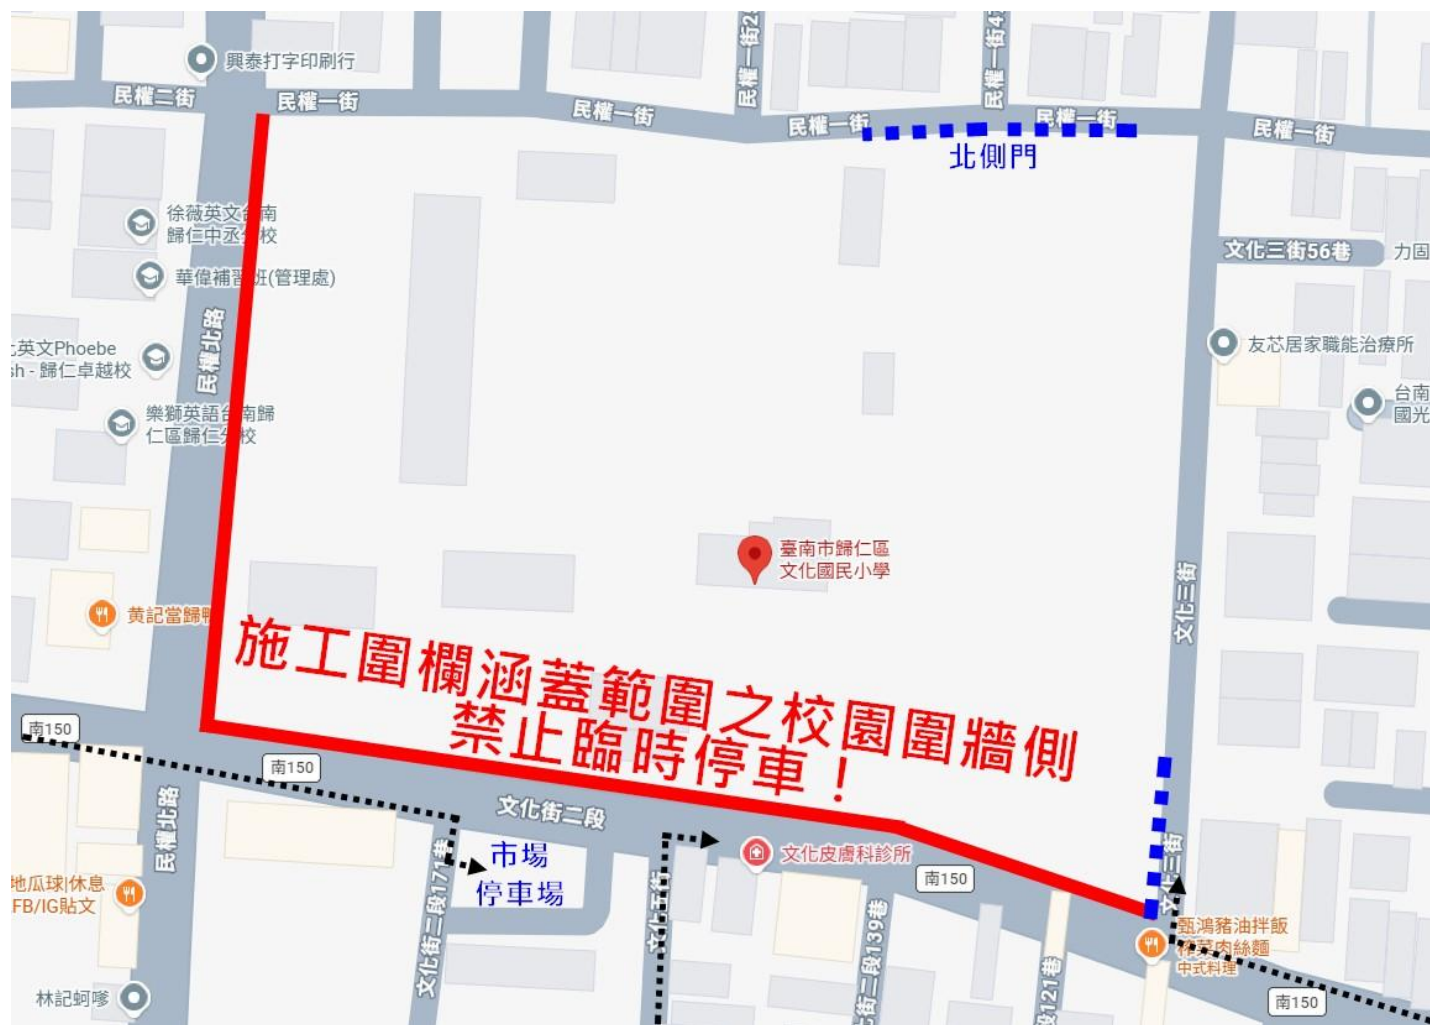 興泰打字印刷行
民權二街
民權一街
民權一街
民權一街
民權一街
民權一街
北側門
徐薇英文台南
歸仁中丞分校
華偉補習班(管理處)
文化三街56巷
力固
英文Phoebe
sh - 歸仁卓越校
民權北路
友芯居家職能治療所
樂獅英語台南歸
仁區歸仁分校
台南
國光
臺南市歸仁區
文化國民小學
文化三街
黃記當歸鴨
施工圍欄涵蓋範圍之校園圍牆側
禁止臨時停車！
南150
南150
文化街二段
民權北路
文化街二段171巷
市場
停車場
文化五街
文化皮膚科診所
南150
文化三街
地瓜球|休息
FB/IG貼文
街二段139巷
段121巷
甄鴻豬油拌飯
榨菜肉絲麵
中式料理
林記蚵嗲
南150